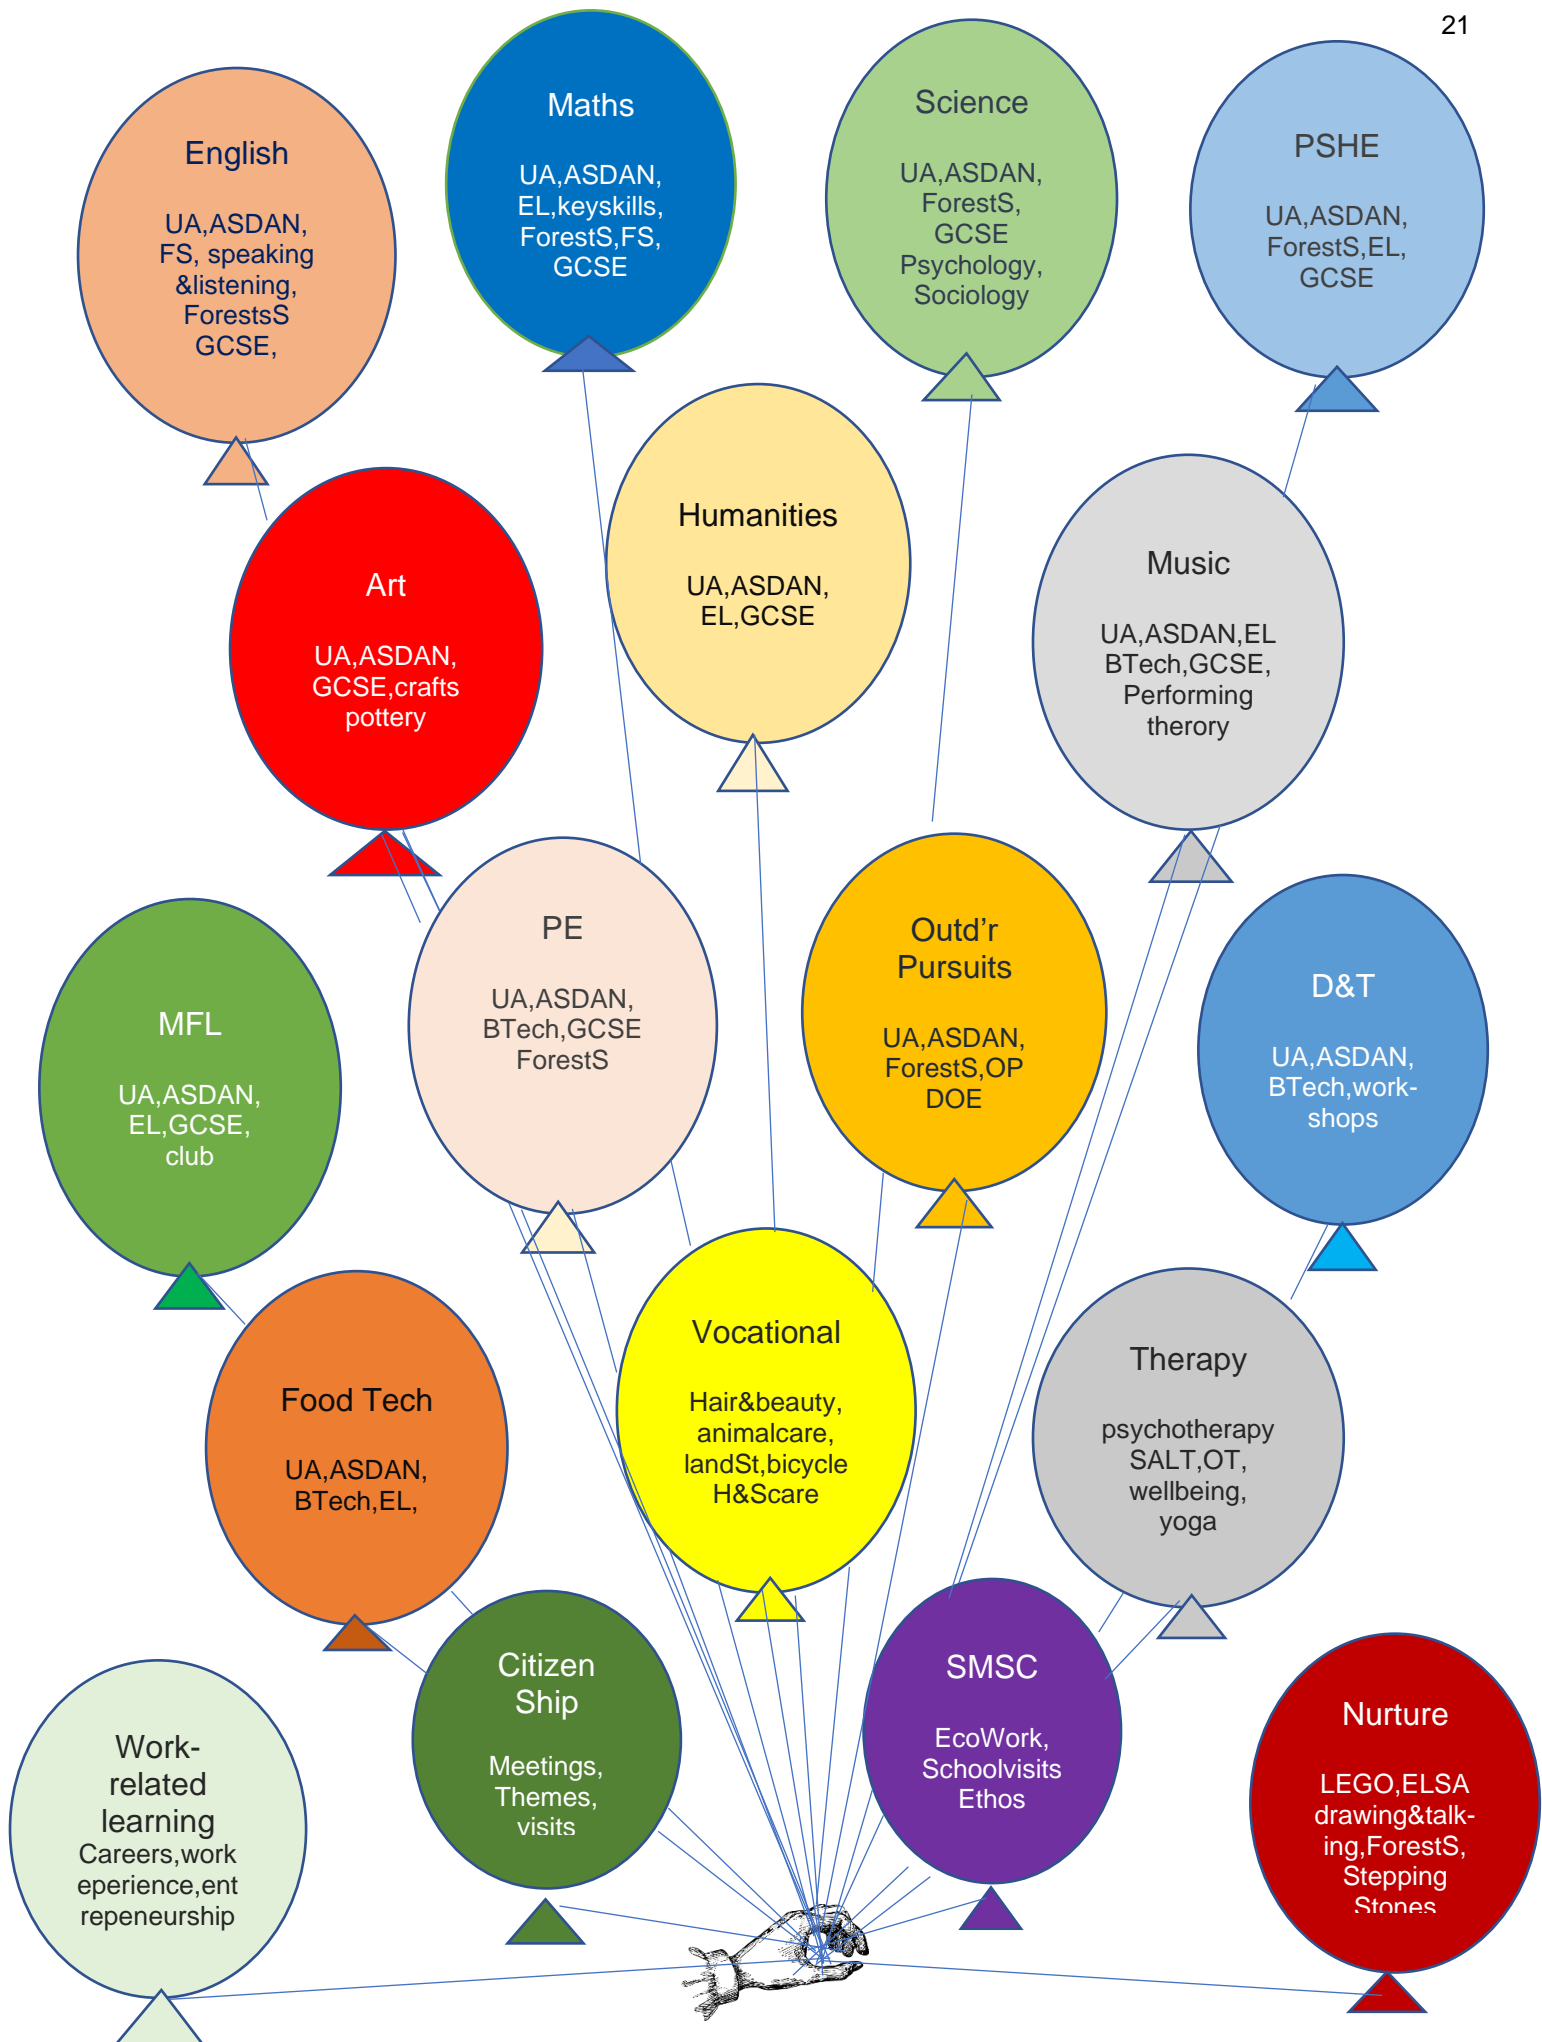 21
English
UA,ASDAN,
FS, speaking
&listening,
ForestsS
GCSE,
Maths
UA,ASDAN,
EL,keyskills,
ForestS,FS,
GCSE
Science
UA,ASDAN,
ForestS,
GCSE
Psychology,
Sociology
PSHE
UA,ASDAN,
ForestS,EL,
GCSE
Art
UA,ASDAN,
GCSE,crafts
pottery
Humanities
UA,ASDAN,
EL,GCSE
Music
UA,ASDAN,EL
BTech,GCSE,
Performing
therory
MFL
UA,ASDAN,
EL,GCSE,
club
PE
UA,ASDAN,
BTech,GCSE
ForestS
Outd'r
Pursuits
UA,ASDAN,
ForestS,OP
DOE
D&T
UA,ASDAN,
BTech,work-
shops
Food Tech
UA,ASDAN,
BTech,EL,
Vocational
Hair&beauty,
animalcare,
landSt,bicycle
H&Scare
Therapy
psychotherapy
SALT,OT,
wellbeing,
yoga
Work-
related
learning
Careers,work
eperience,ent
repeneurship
Citizen
Ship
Meetings,
Themes,
visits
SMSC
EcoWork,
Schoolvisits
Ethos
Nurture
LEGO,ELSA
drawing&talk-
ing,ForestS,
Stepping
Stones